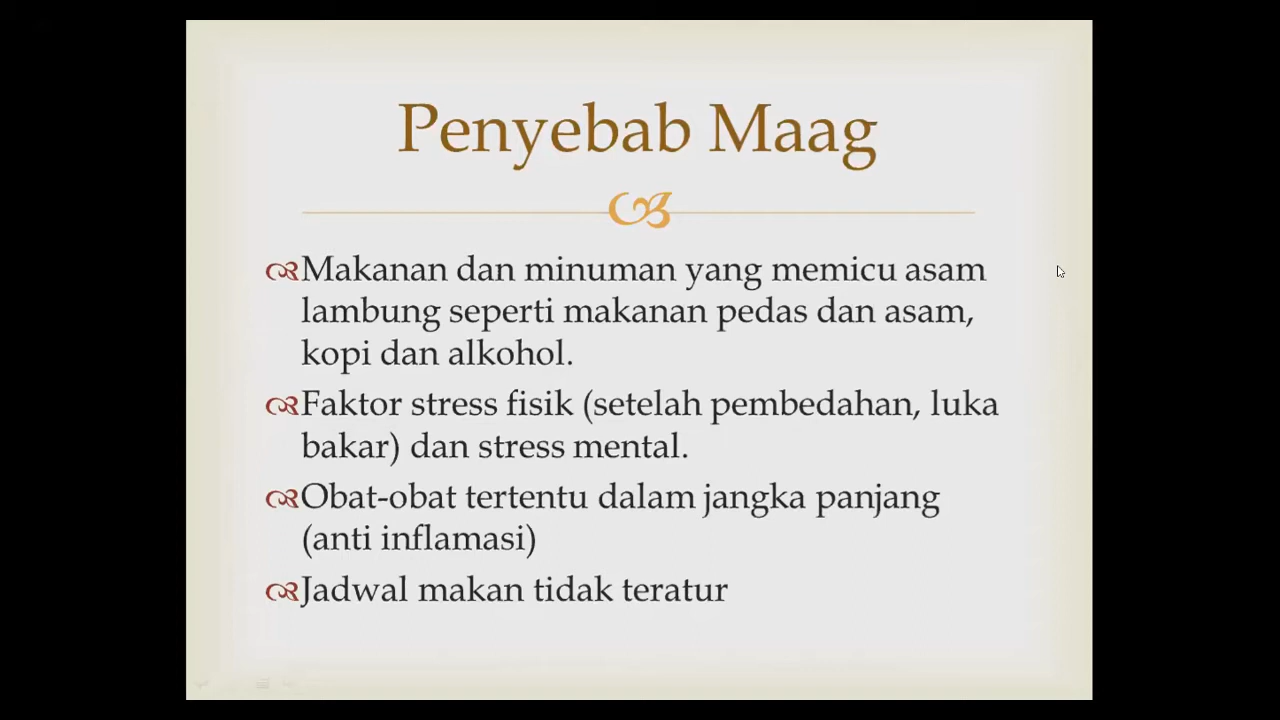 Penyebab Maag
Makanan dan minuman yang memicu asam
lambung seperti makanan pedas dan asam,
kopi dan alkohol.
Faktor stress fisik (setelah pembedahan, luka
bakar) dan stress mental.
Obat-obat tertentu dalam jangka panjang
(anti inflamasi)
Jadwal makan tidak teratur